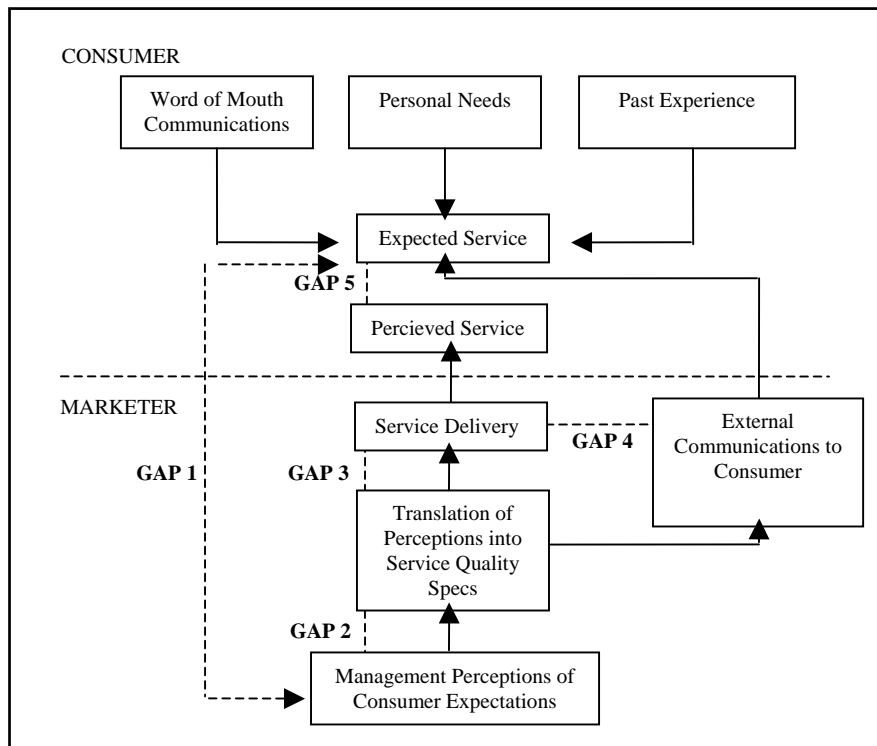 CONSUMER
Word of Mouth
Communications
Personal Needs
Past Experience
Expected Service
GAP 5
Percieved Service
MARKETER
Service Delivery
GAP 4
External
Communications to
Consumer
GAP 1
GAP 3
Translation of
Perceptions into
Service Quality
Specs
GAP 2
Management Perceptions of
Consumer Expectations